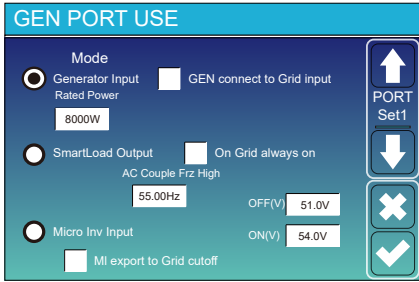 GEN PORT USE
Mode
Generator Input
GEN connect to Grid input
Rated Power
8000W
PORT
Set1
SmartLoad Output
On Grid always on
AC Couple Frz High
55.00Hz
OFF(V) 51.0V
Micro Inv Input
ON(V) 54.0V
MI export to Grid cutoff